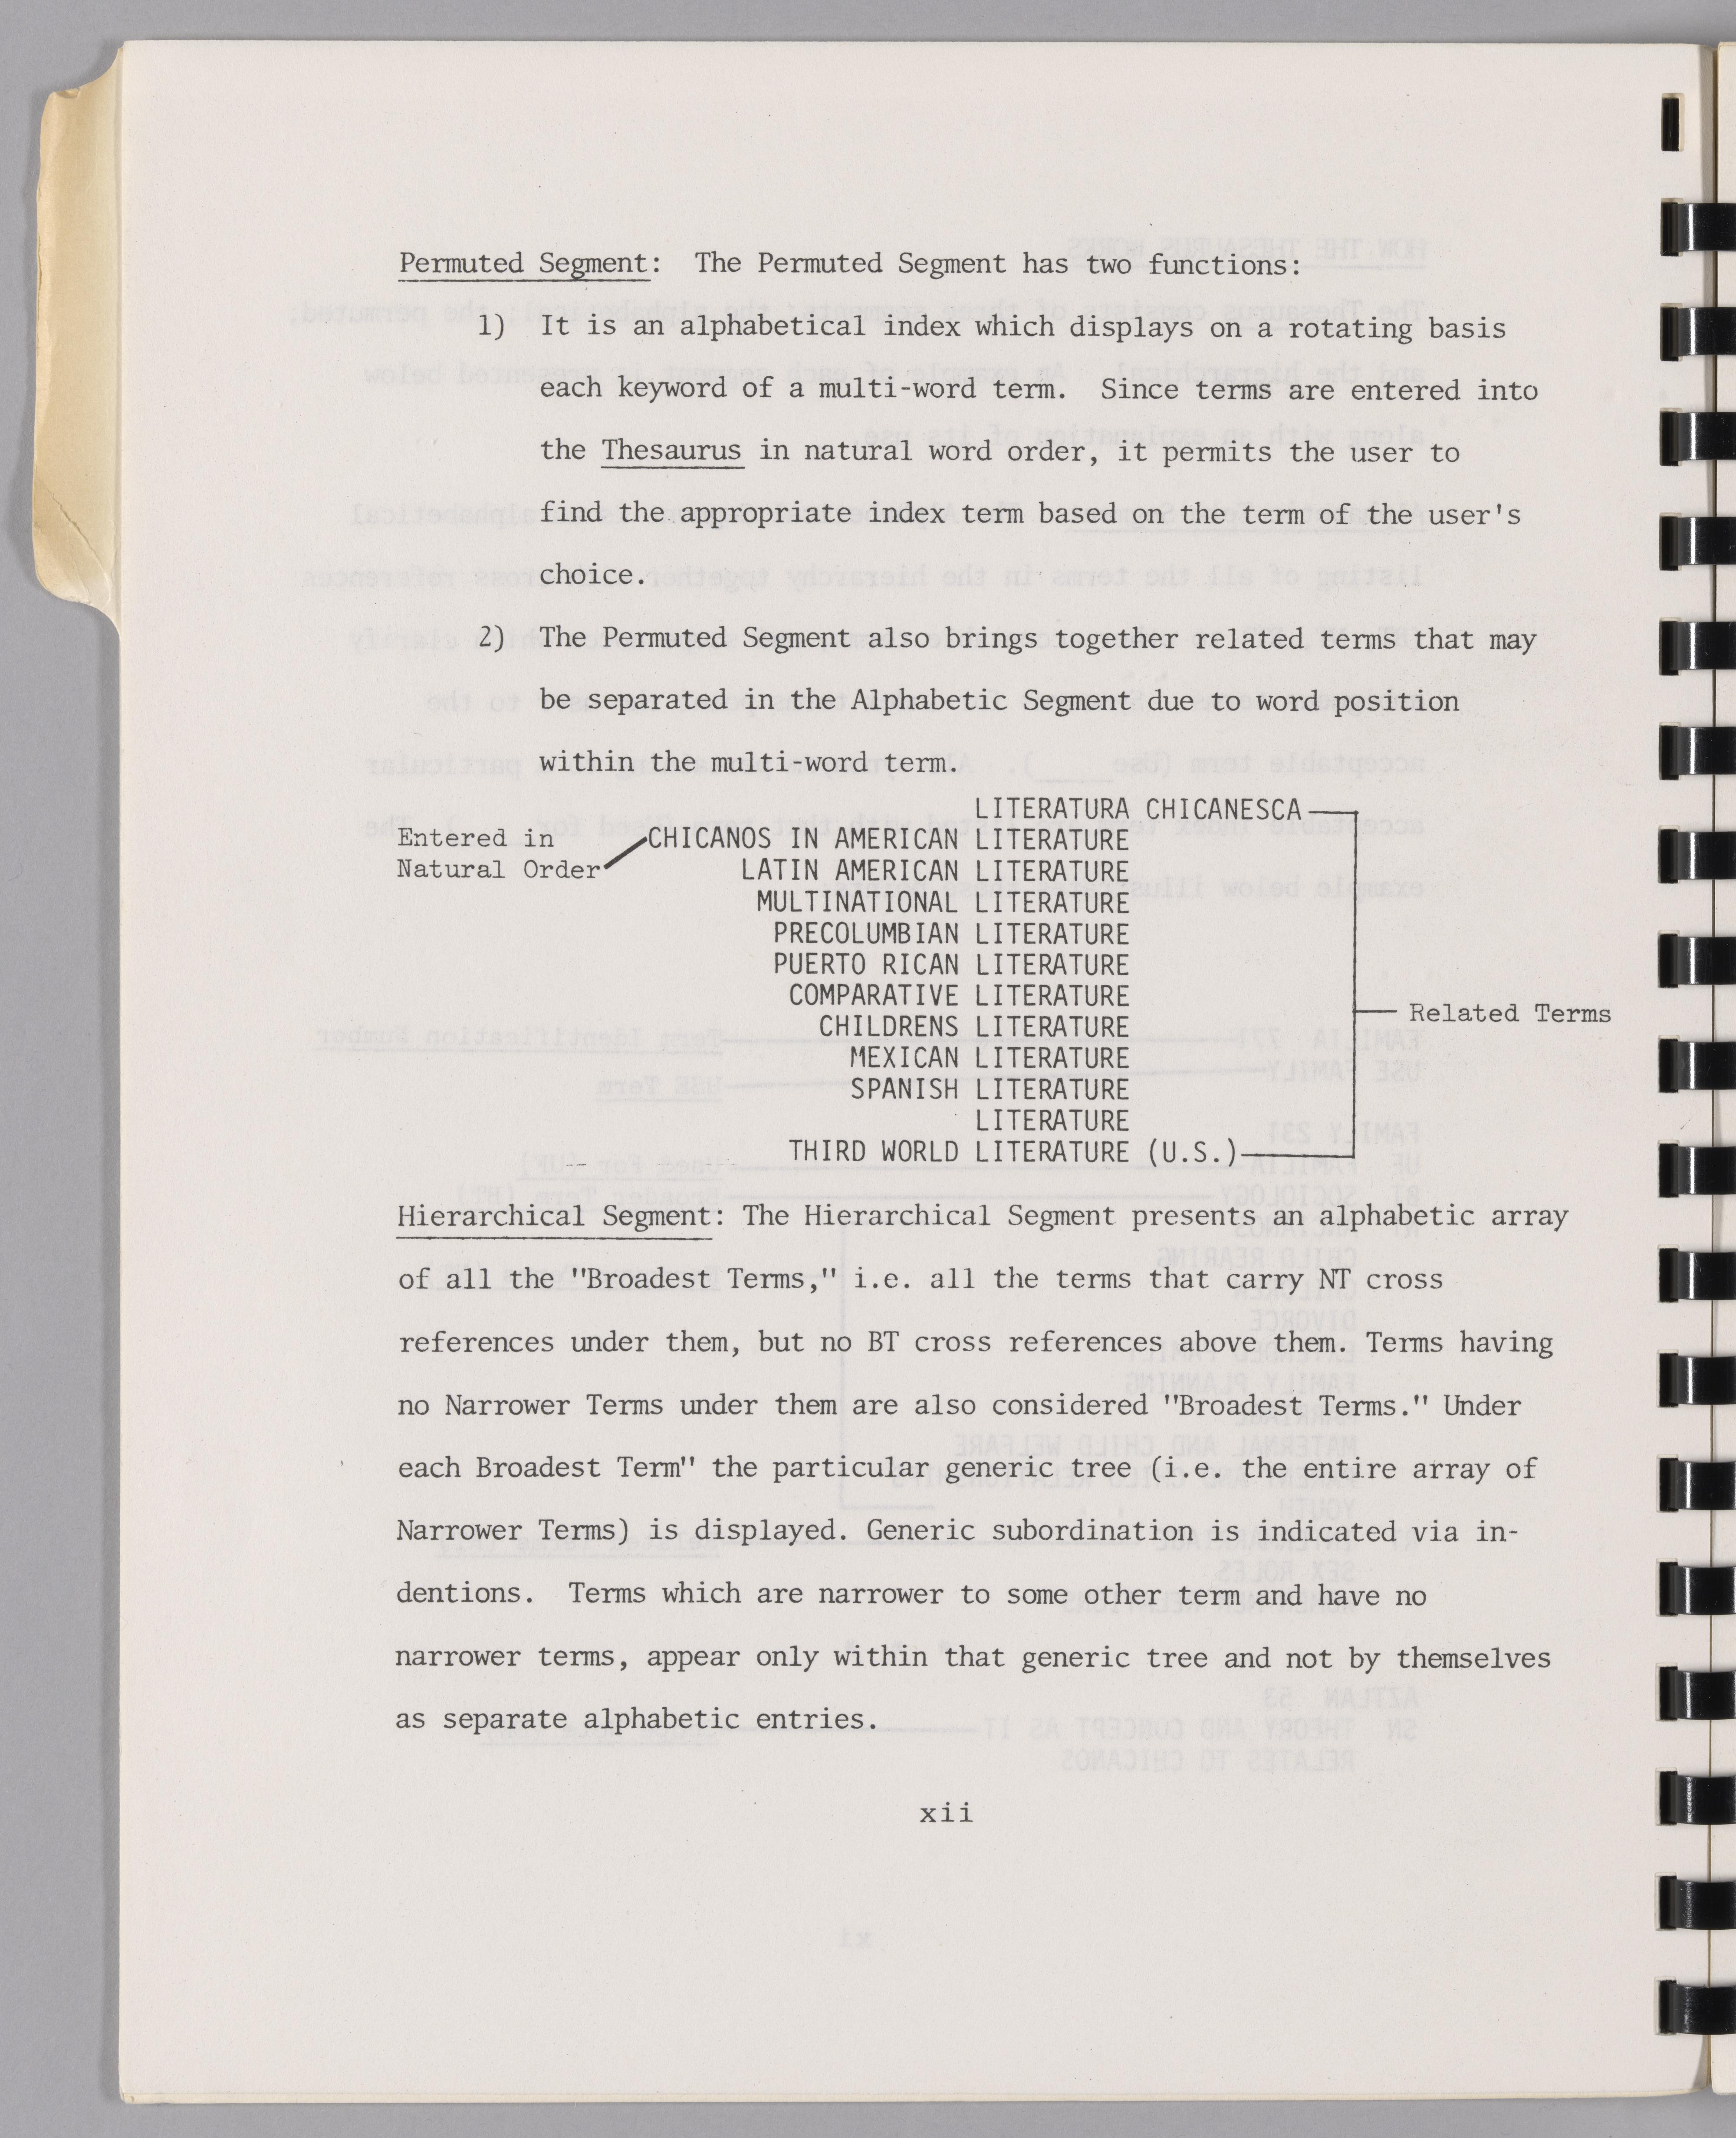 Permuted Segment: The Permuted Segment has two functions:
1) It is an alphabetical index which displays on a rotating basis
each keyword of a multi-word term. Since terms are entered into
the Thesaurus in natural word order, it permits the user to
find the appropriate index term based on the term of the user's
choice.
2) The Permuted Segment also brings together related terms that may
be separated in the Alphabetic Segment due to word position
within the multi-word term.
LITERATURA CHICANESCA
Entered in CHICANOS IN AMERICAN LITERATURE
Natural Order LATIN AMERICAN LITERATURE
MULTINATIONAL LITERATURE
PRECOLUMBIAN LITERATURE
PUERTO RICAN LITERATURE
COMPARATIVE LITERATURE
Related Terms
CHILDRENS LITERATURE
MEXICAN LITERATURE
SPANISH LITERATURE
LITERATURE
THIRD WORLD LITERATURE (U.S.)
Hierarchical Segment: The Hierarchical Segment presents an alphabetic array
of all the "Broadest Terms," i.e. all the terms that carry NT cross
references under them, but no BT cross references above them. Terms having
no Narrower Terms under them are also considered "Broadest Terms." Under
each Broadest Term" the particular generic tree (i.e. the entire array of
Narrower Terms) is displayed. Generic subordination is indicated via in-
dentions. Terms which are narrower to some other term and have no
narrower terms, appear only within that generic tree and not by themselves
as separate alphabetic entries.
xii